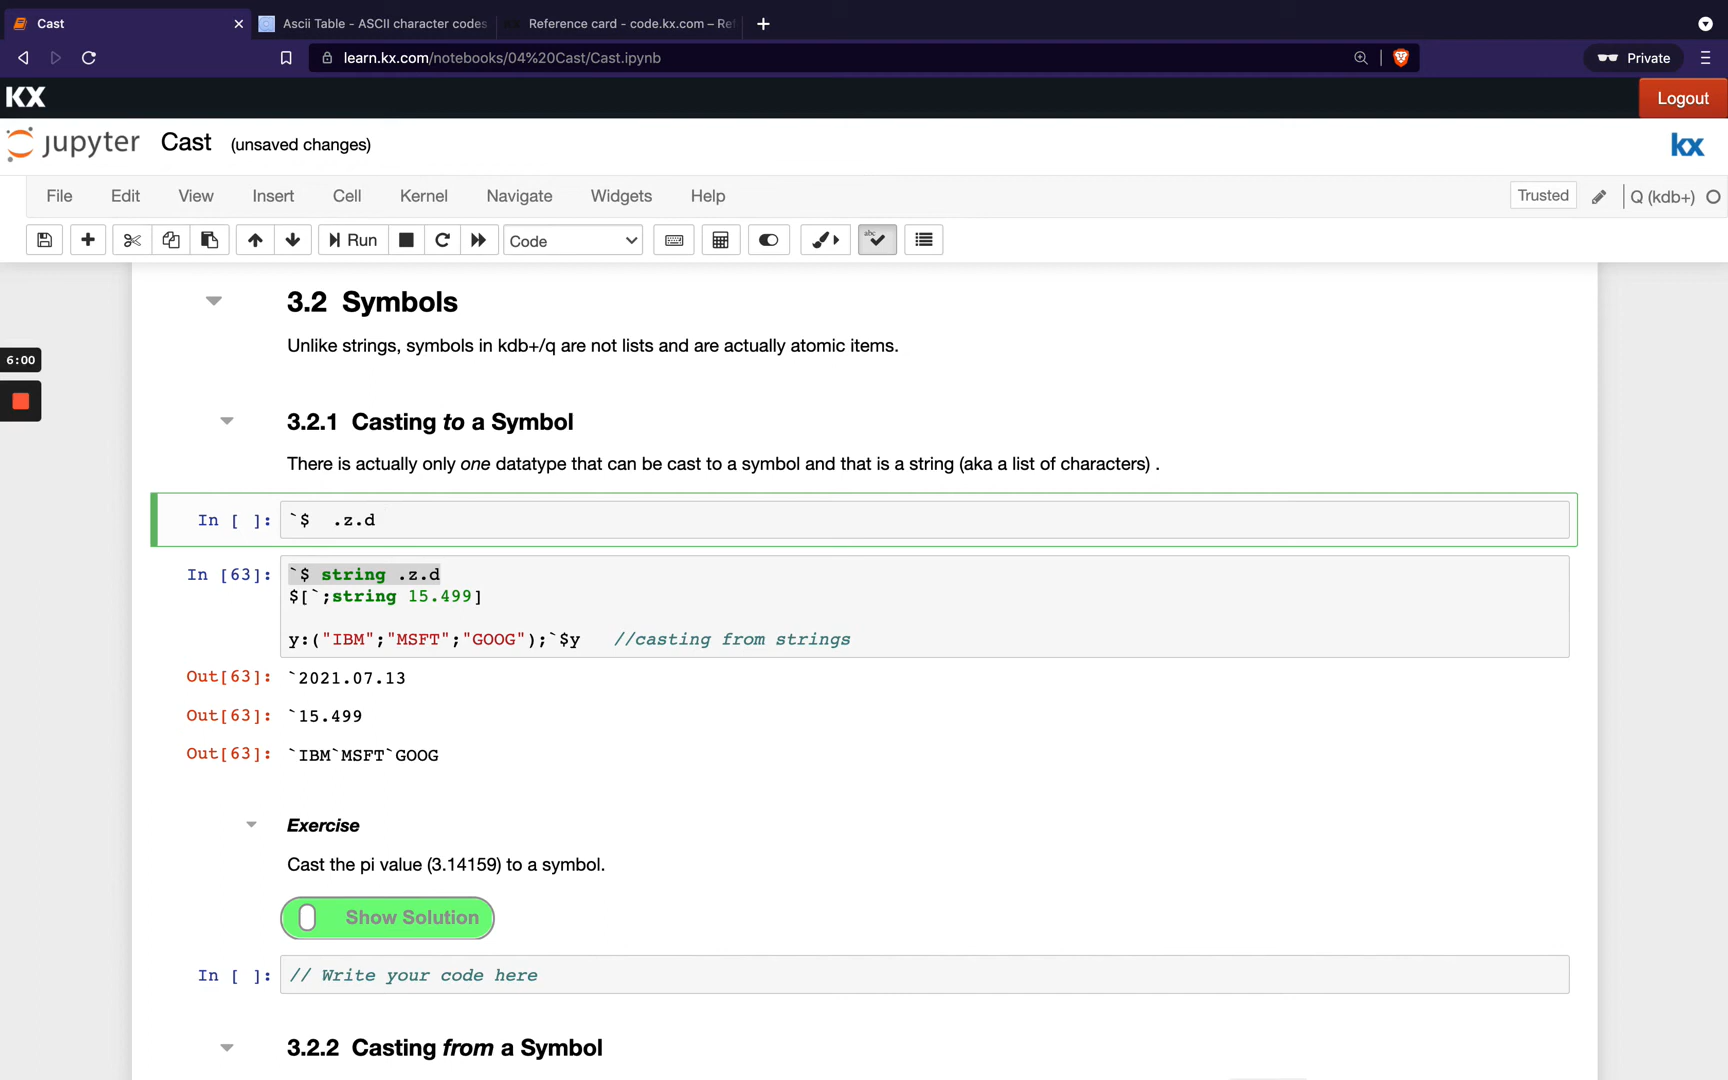 Cast
Ascii Table - ASCII character codes
Reference card - code.kx.com – Ref
learn.kx.com/notebooks/04%20Cast/Cast.ipynb
Private
KX
Logout
jupyter Cast (unsaved changes)
kx
File Edit View Insert Cell Kernel Navigate Widgets Help
Trusted
Q (kdb+)
Run
Code
abc
6:00
3.2 Symbols
Unlike strings, symbols in kdb+/q are not lists and are actually atomic items.
3.2.1 Casting to a Symbol
There is actually only one datatype that can be cast to a symbol and that is a string (aka a list of characters) .
In [ ]: `$  .z.d
In [63]: `$ string .z.d
$[`;string 15.499]
y:("IBM";"MSFT";"GOOG");`$y   //casting from strings
Out[63]: `2021.07.13
Out[63]: `15.499
Out[63]: `IBM`MSFT`GOOG
Exercise
Cast the pi value (3.14159) to a symbol.
Show Solution
In [ ]: // Write your code here
3.2.2 Casting from a Symbol